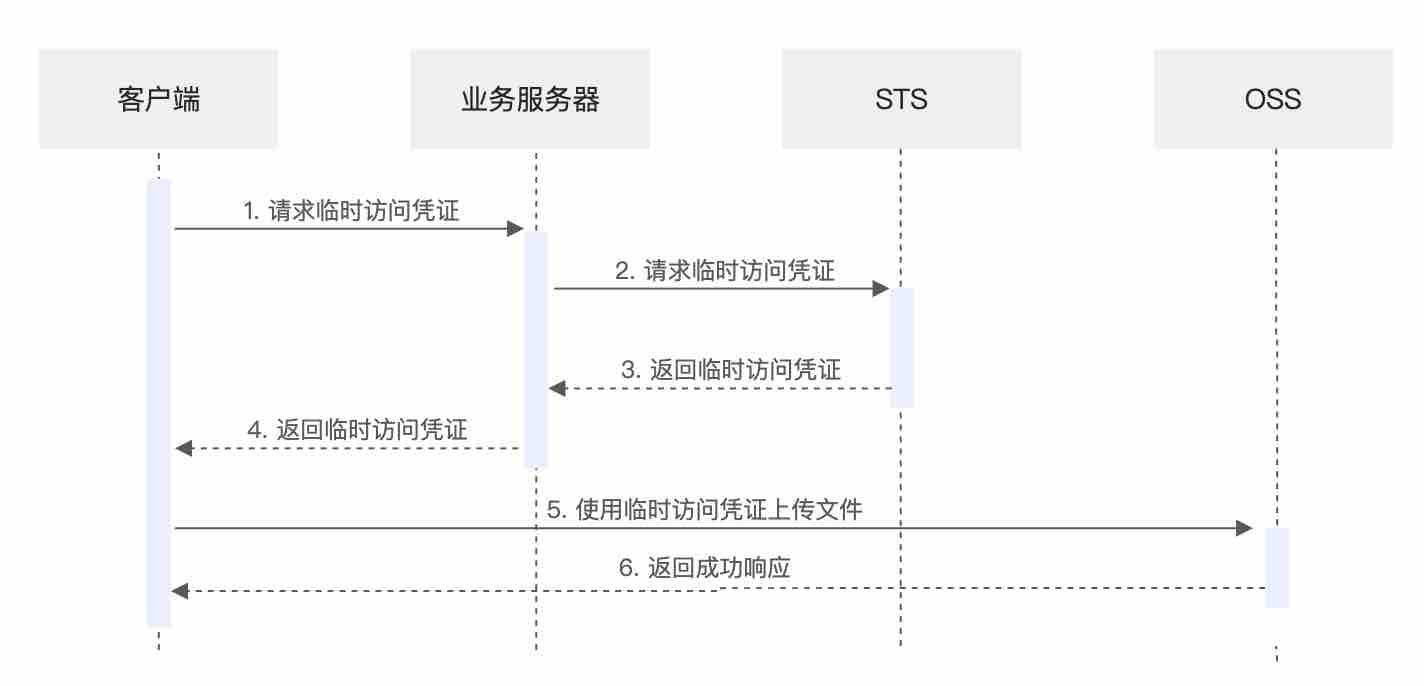 客户端
业务服务器
STS
OSS
1. 请求临时访问凭证
2. 请求临时访问凭证
3. 返回临时访问凭证
4. 返回临时访问凭证
5. 使用临时访问凭证上传文件
6. 返回成功响应